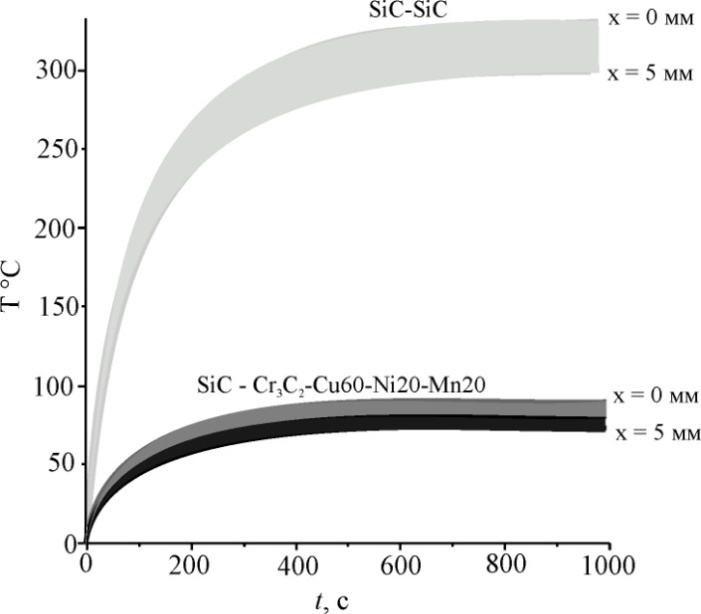 SiC-SiC
x = 0 мм
x = 5 мм
300
250
200
150
100
50
0
T °C
SiC - Cr₃C₂-Cu60-Ni20-Mn20
x = 0 мм
x = 5 мм
0 200 400 600 800 1000
t, c